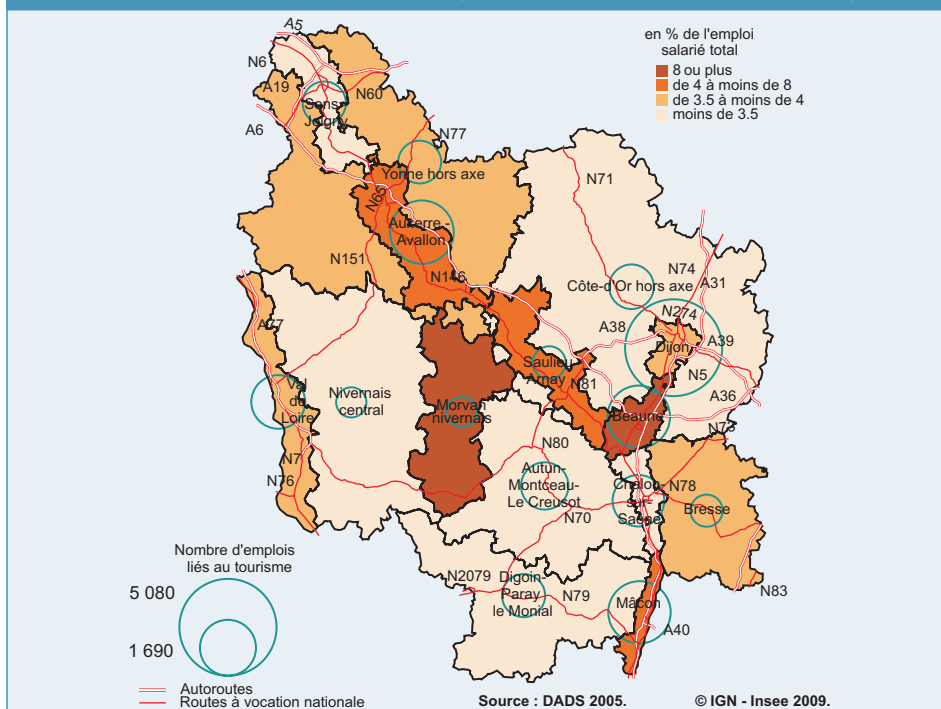 en % de l'emploi
salarié total
8 ou plus
de 4 à moins de 8
de 3.5 à moins de 4
moins de 3.5
A5
N6
A19
N60
Sens-
Joigny
A6
N77
Yonne hors axe
N71
N65
Auxerre -
Avallon
N151
N146
N74
A31
Côte-d'Or hors axe
N274
A77
A38
Dijon
A39
Saulieu
Arnay
N81
N5
A36
Val
de
Loire
Nivernais
central
Morvan
nivernais
Beaune
N73
N7
N76
N80
Autun-
Montceau-
Le Creusot
Chalon-
sur-
Saône
N78
Bresse
N70
Nombre d'emplois
liés au tourisme
5 080
1 690
N2079
Digoin-
Paray
le Monial
N79
Mâcon
A40
N83
Autoroutes
Routes à vocation nationale
Source : DADS 2005.
© IGN - Insee 2009.